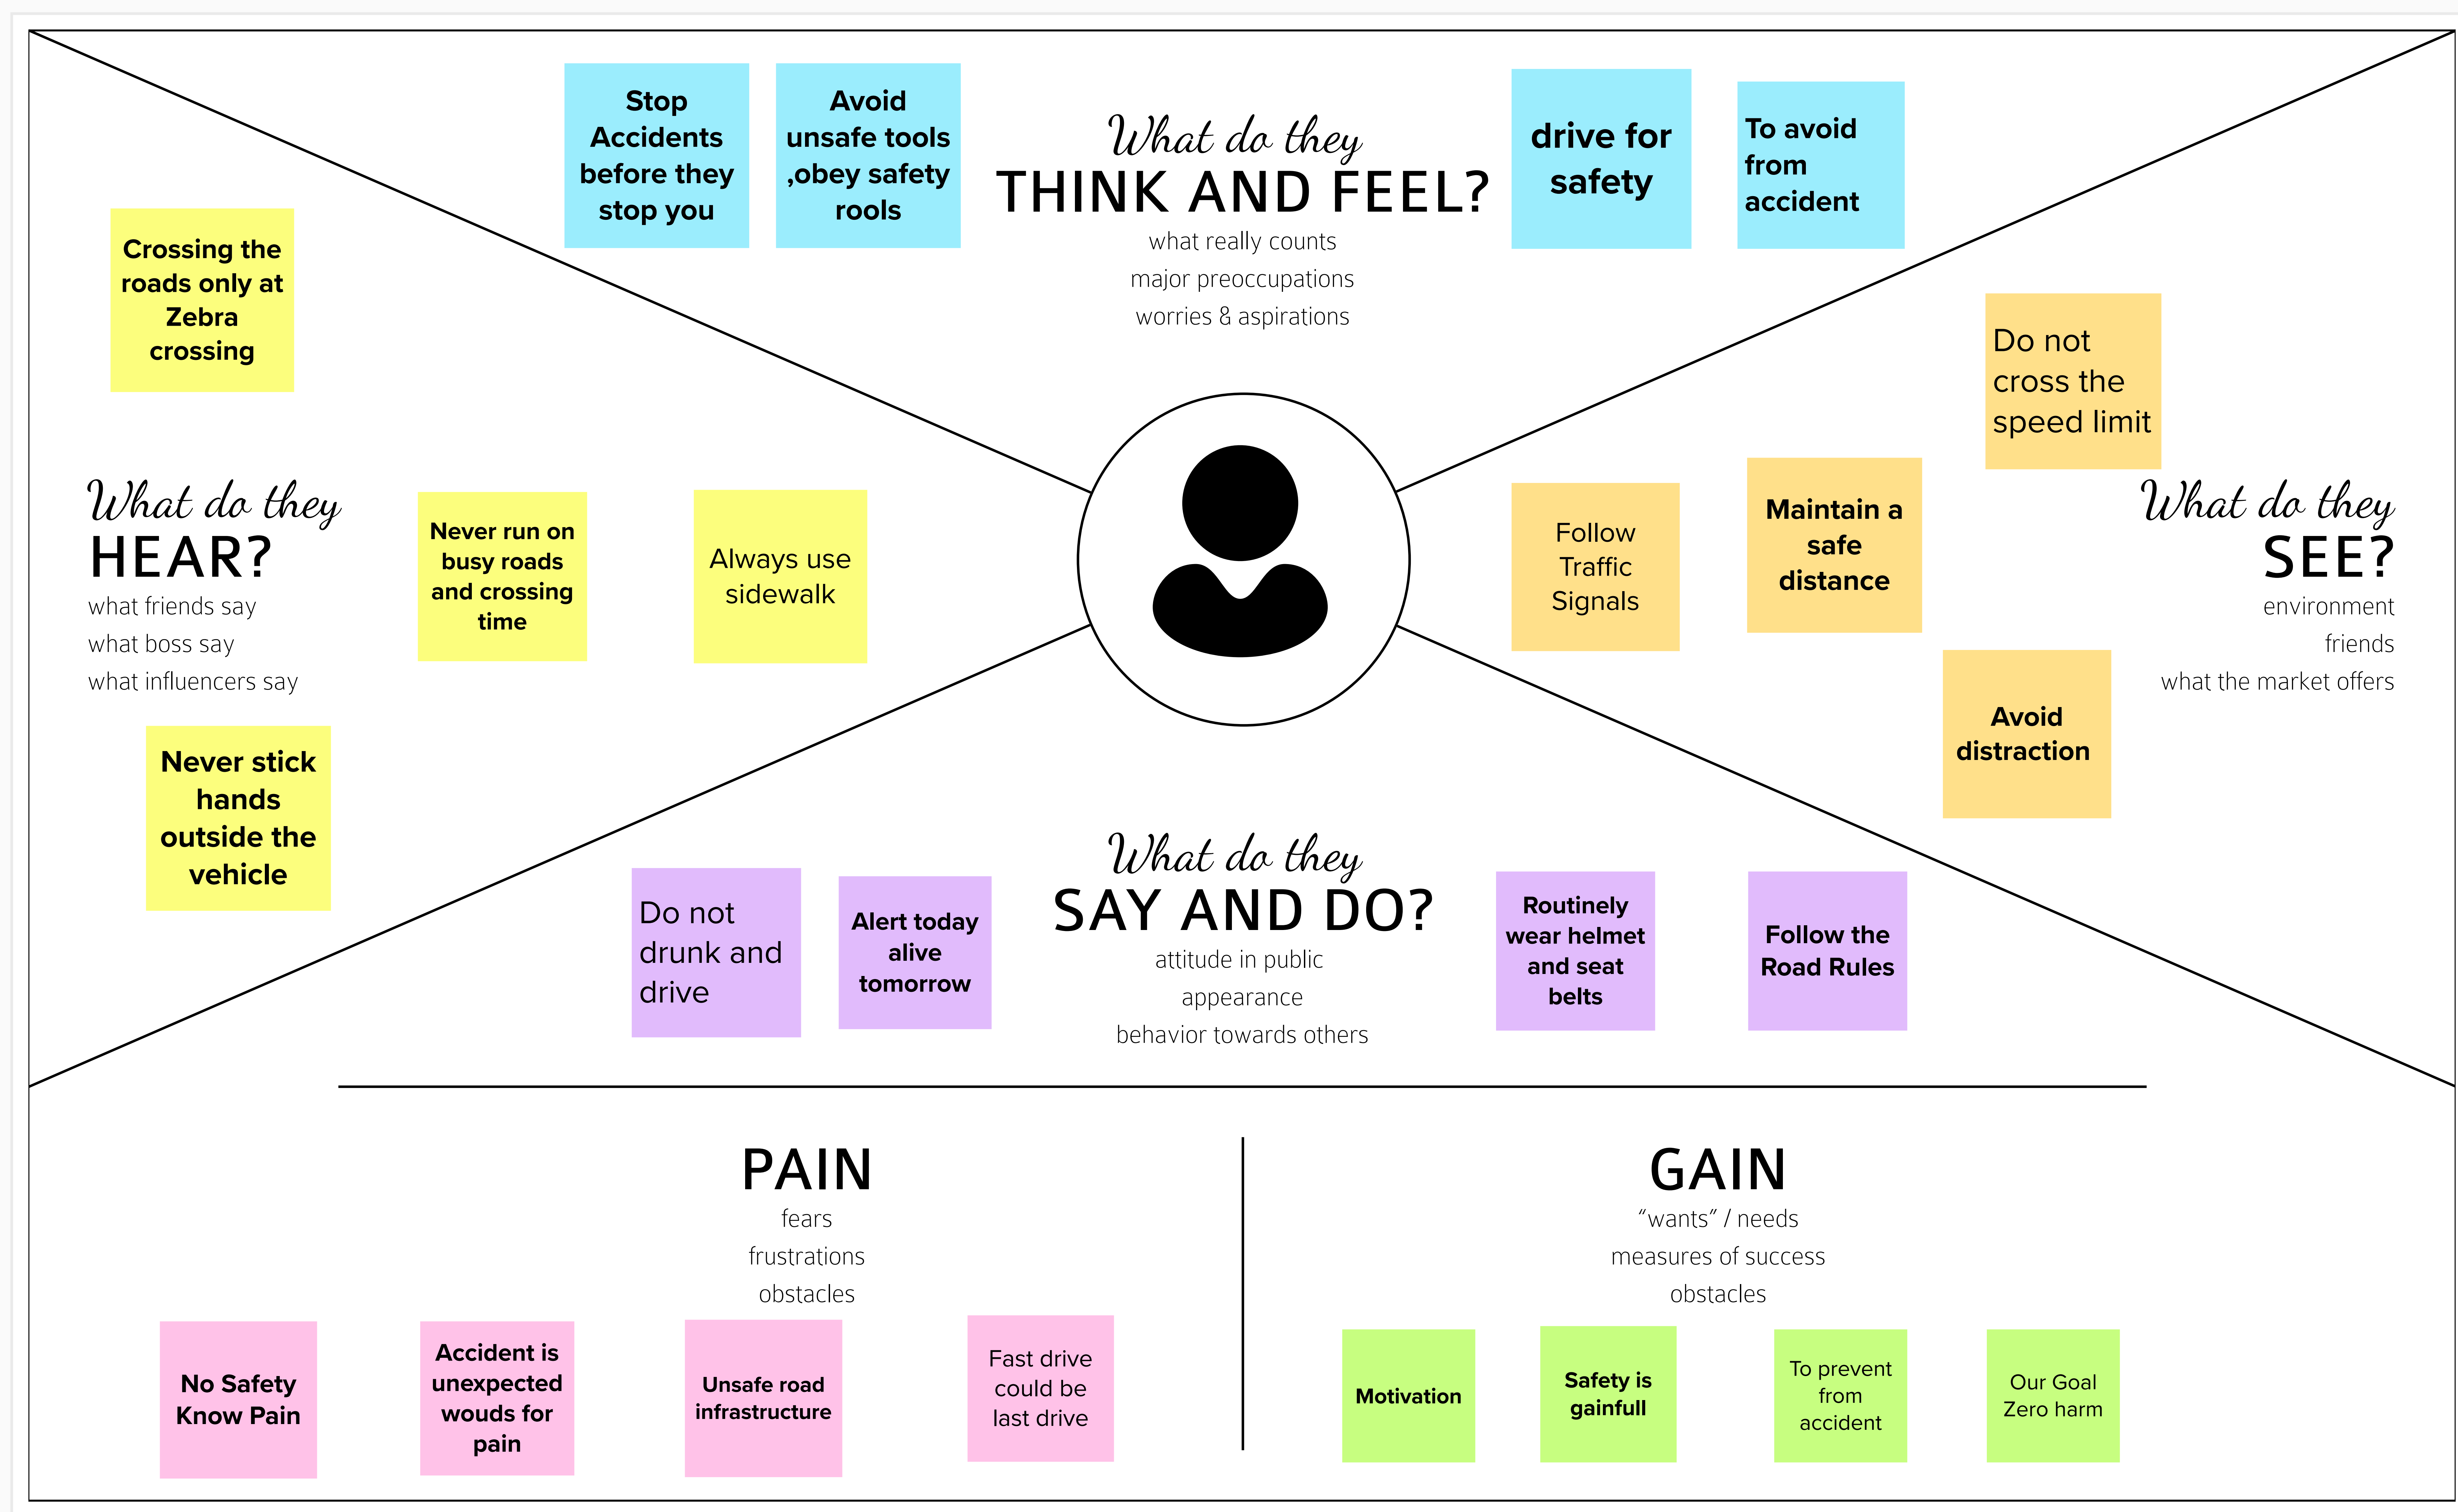 Stop
Accidents
before they
stop you
Avoid
unsafe tools
,obey safety
rools
What do they
THINK AND FEEL?
what really counts
major preoccupations
worries & aspirations
drive for
safety
To avoid
from
accident
Crossing the
roads only at
Zebra
crossing
What do they
HEAR?
what friends say
what boss say
what influencers say
Never run on
busy roads
and crossing
time
Always use
sidewalk
Never stick
hands
outside the
vehicle
Do not
cross the
speed limit
Follow
Traffic
Signals
Maintain a
safe
distance
What do they
SEE?
environment
friends
what the market offers
Avoid
distraction
Do not
drunk and
drive
Alert today
alive
tomorrow
What do they
SAY AND DO?
attitude in public
appearance
behavior towards others
Routinely
wear helmet
and seat
belts
Follow the
Road Rules
PAIN
fears
frustrations
obstacles
No Safety
Know Pain
Accident is
unexpected
wouds for
pain
Unsafe road
infrastructure
Fast drive
could be
last drive
GAIN
“wants” / needs
measures of success
obstacles
Motivation
Safety is
gainfull
To prevent
from
accident
Our Goal
Zero harm